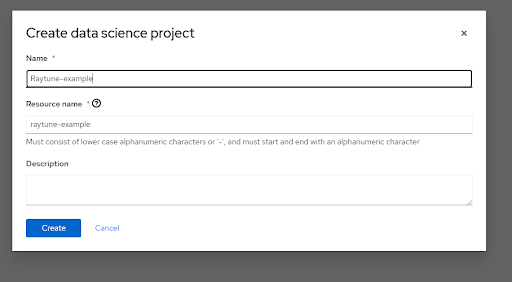 Create data science project
Name *
Raytune-example
Resource name * ?
raytune-example
Must consist of lower case alphanumeric characters or '-', and must start and end with an alphanumeric character
Description
Create Cancel